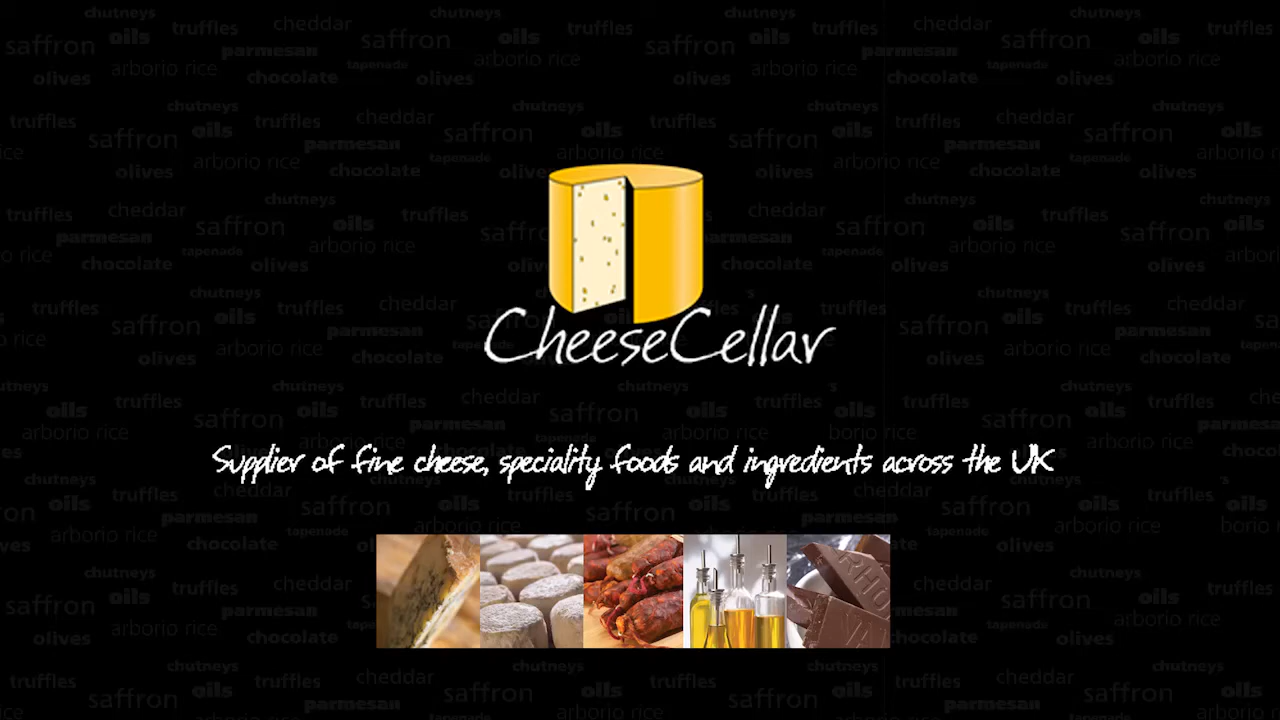 CheeseCellar
Supplier of fine cheese, speciality foods and ingredients across the UK
chutneys
truffles
cheddar
saffron
oils
parmesan
arborio rice
tapenade
olives
chocolate
RHO